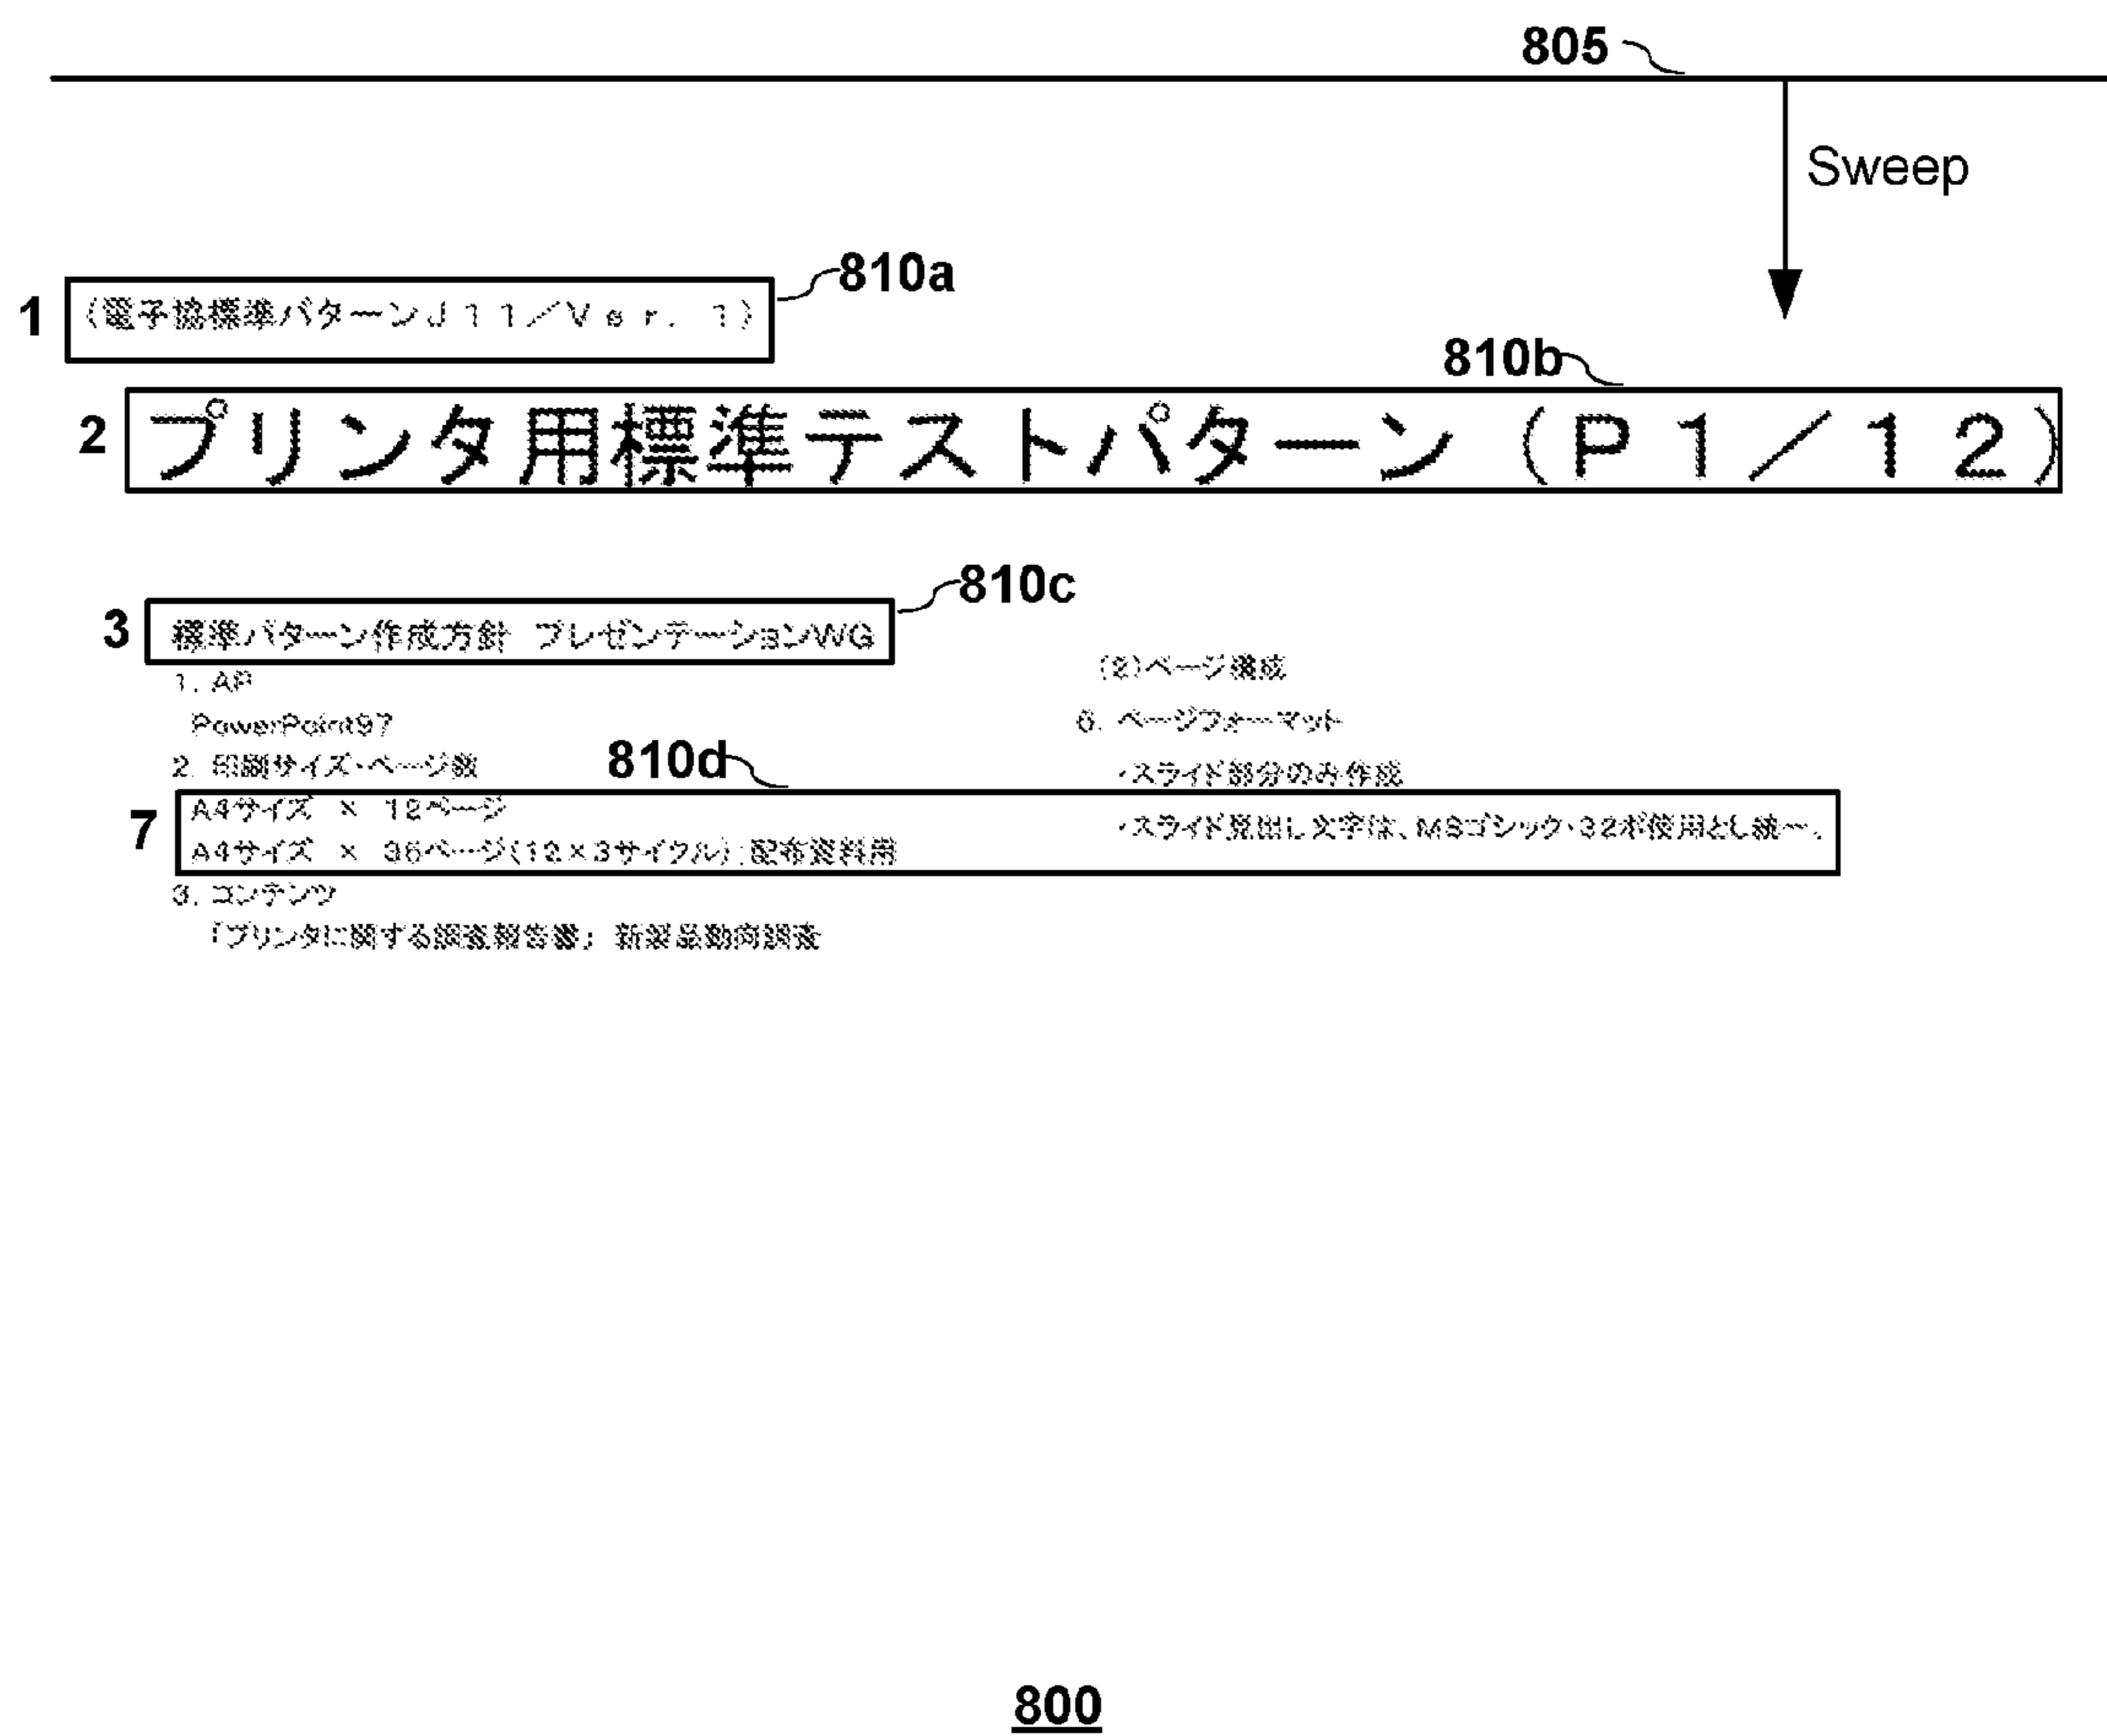 805
Sweep
810a
1 (電子協標準パターンJ11/Ver. 1)
810b
2 プリンタ用標準テストパターン(P1/12)
810c
3 標準パターン作成方針 プレゼンテーションWG
1. AP
PowerPoint97
2. 印刷サイズ・ページ数
810d
7 A4サイズ × 12ページ
A4サイズ × 36ページ(12×3サイクル):配布資料用
3. コンテンツ
「プリンタに関する調査報告書」 新製品動向調査
(2)ページ構成
6. ページフォーマット
・スライド部分のみ作成
・スライド見出し文字は、MSゴシック・32ポ使用とし統一。
800